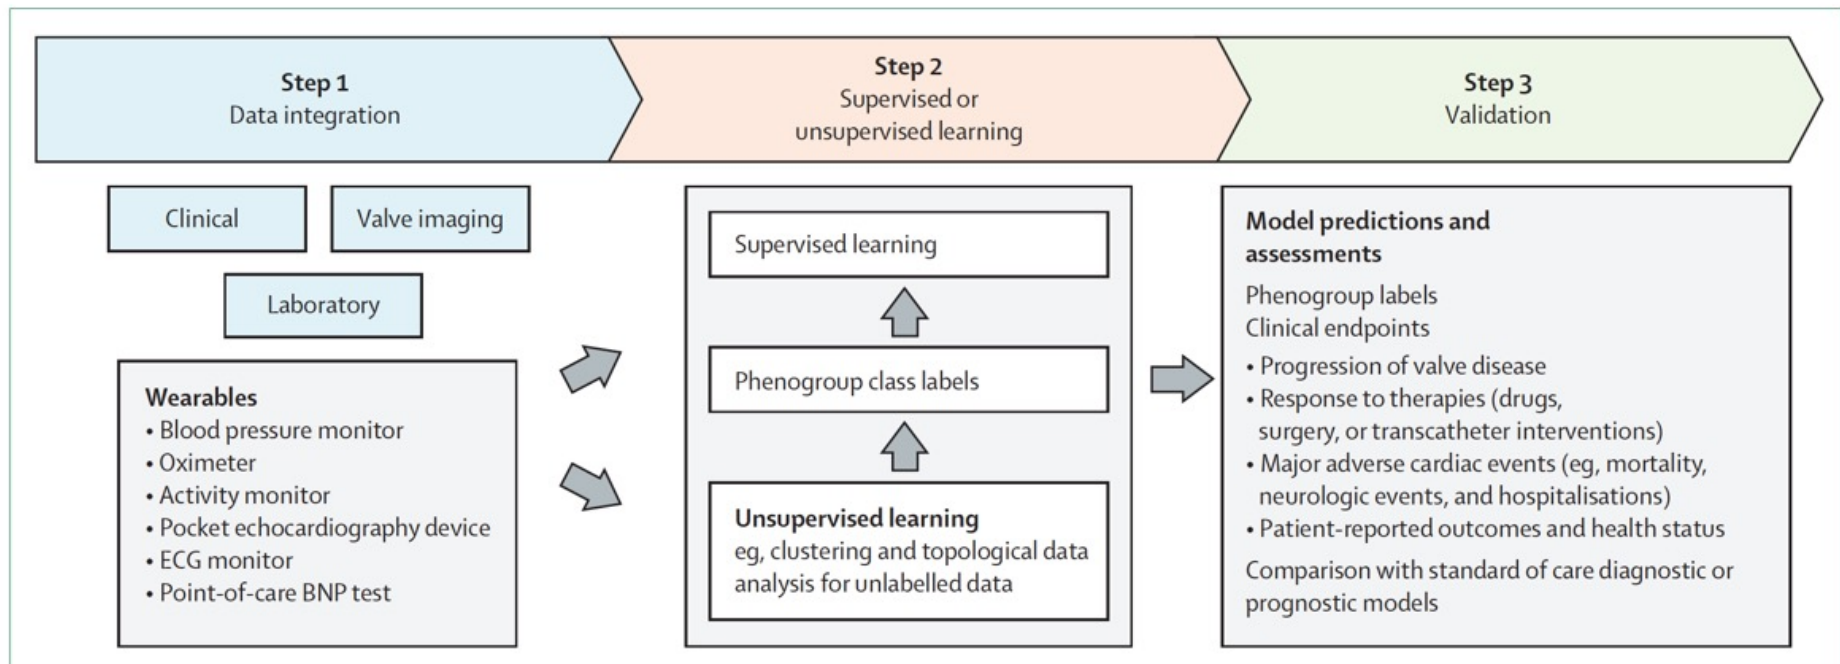 Step 1
Data integration
Step 2
Supervised or
unsupervised learning
Step 3
Validation
Clinical
Valve imaging
Laboratory
Wearables
• Blood pressure monitor
• Oximeter
• Activity monitor
• Pocket echocardiography device
• ECG monitor
• Point-of-care BNP test
Supervised learning
Phenogroup class labels
Unsupervised learning
eg, clustering and topological data
analysis for unlabelled data
Model predictions and
assessments
Phenogroup labels
Clinical endpoints
• Progression of valve disease
• Response to therapies (drugs,
surgery, or transcatheter interventions)
• Major adverse cardiac events (eg, mortality,
neurologic events, and hospitalisations)
• Patient-reported outcomes and health status
Comparison with standard of care diagnostic or
prognostic models